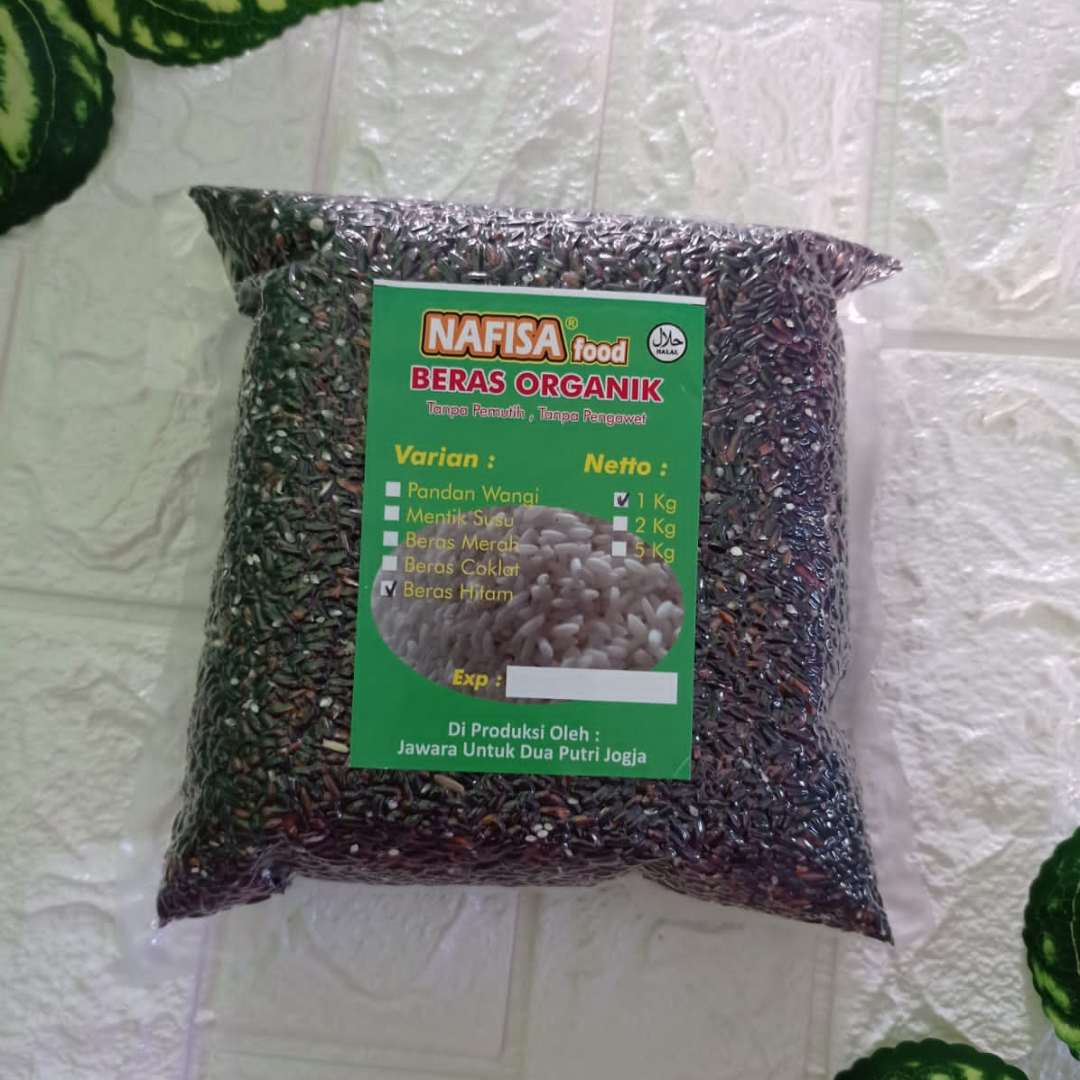 NAFISA® food
حلال
HALAL
BERAS ORGANIK
Tanpa Pemutih , Tanpa Pengawet
Varian :
Pandan Wangi
Mentik Susu
Beras Merah
Beras Coklat
Beras Hitam
Netto :
1 Kg
2 Kg
5 Kg
Exp :
Di Produksi Oleh :
Jawara Untuk Dua Putri Jogja